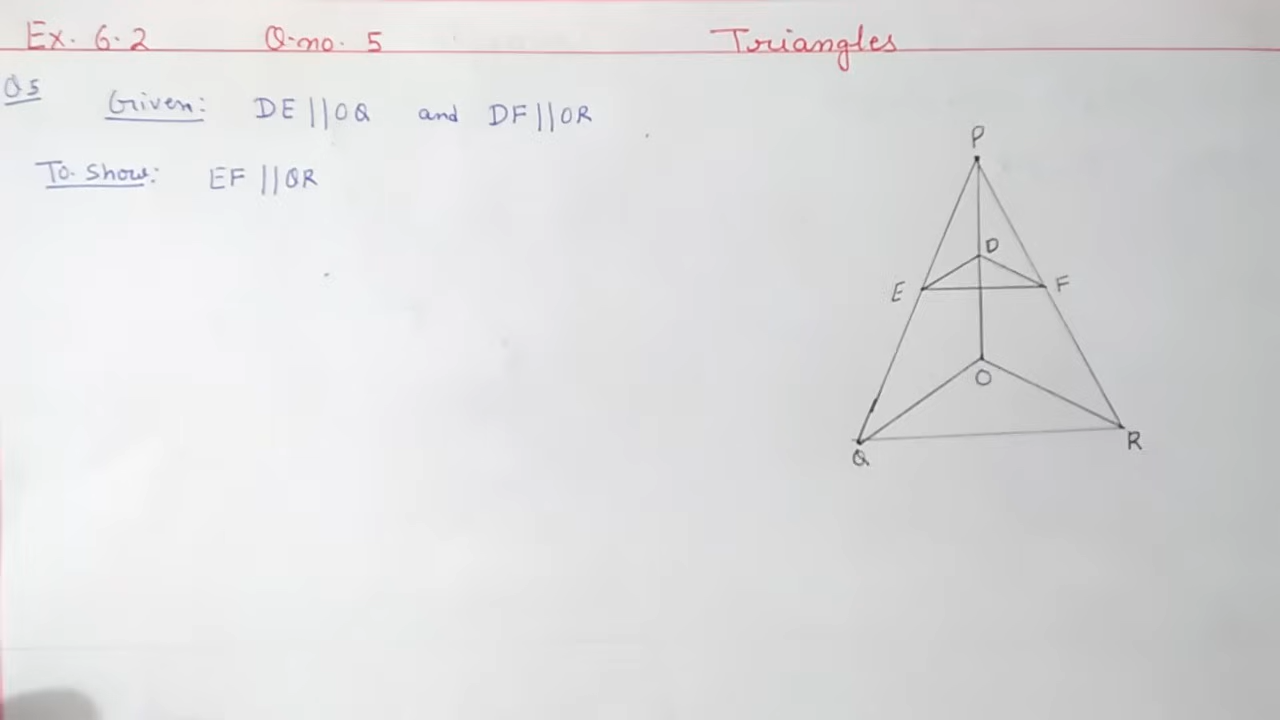 Ex. 6.2 Q.no. 5 Triangles
Q5 Given: DE||OQ and DF||OR
To show: EF||QR
P
D
E F
O
Q R